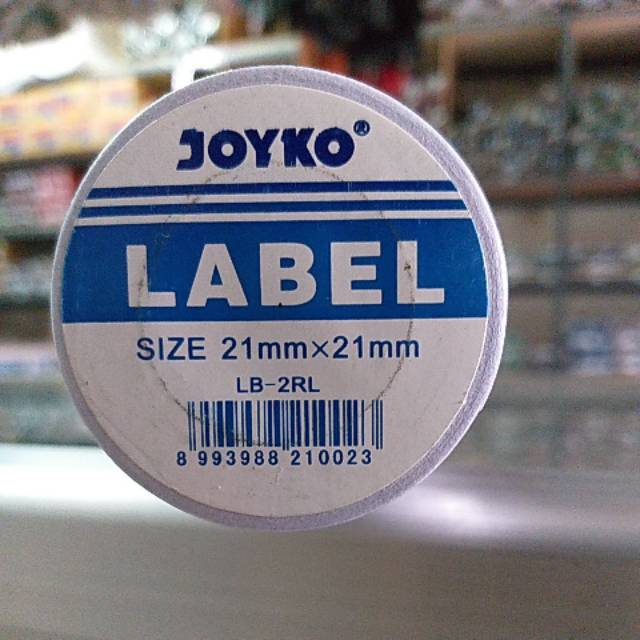 JOYKO®
LABEL
SIZE 21mm×21mm
LB-2RL
8 993988 210023